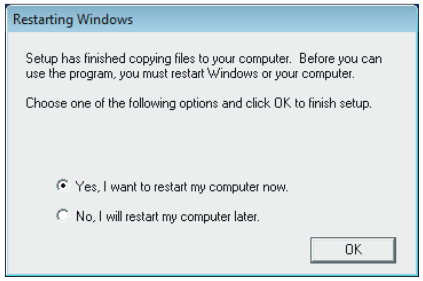 Restarting Windows
Setup has finished copying files to your computer. Before you can
use the program, you must restart Windows or your computer.
Choose one of the following options and click OK to finish setup.
Yes, I want to restart my computer now.
No, I will restart my computer later.
OK